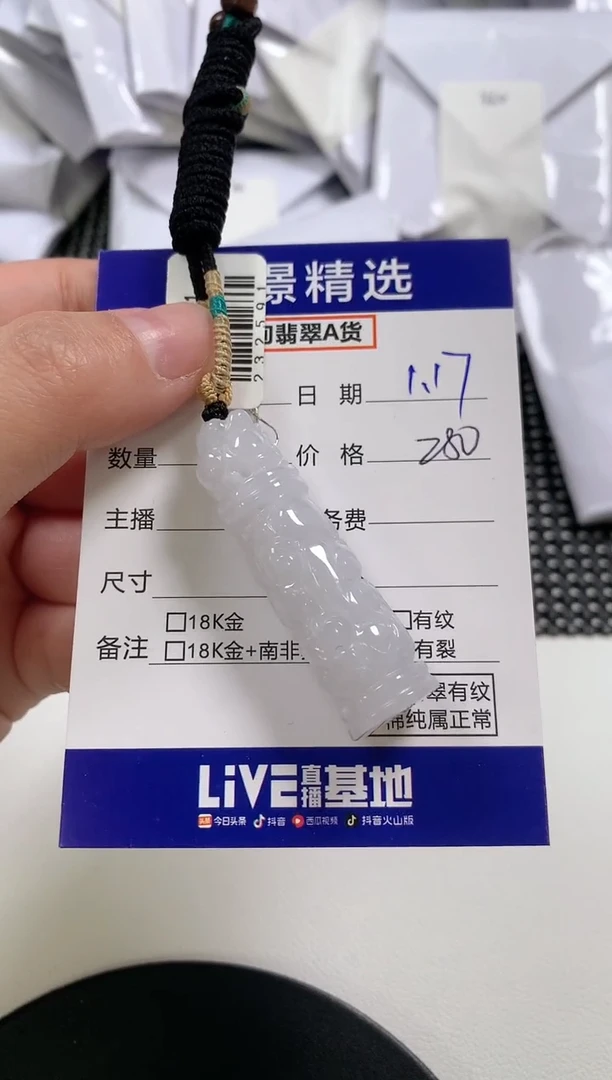 景精选
翡翠A货
232591
日 期 1.17
数量
价 格 280
主播
务费
尺寸
备注
□18K金
□有纹
□18K金+南非
有裂
翠有纹
棉纯属正常
LiVE直播基地
头条 今日头条 抖音 西瓜视频 抖音火山版